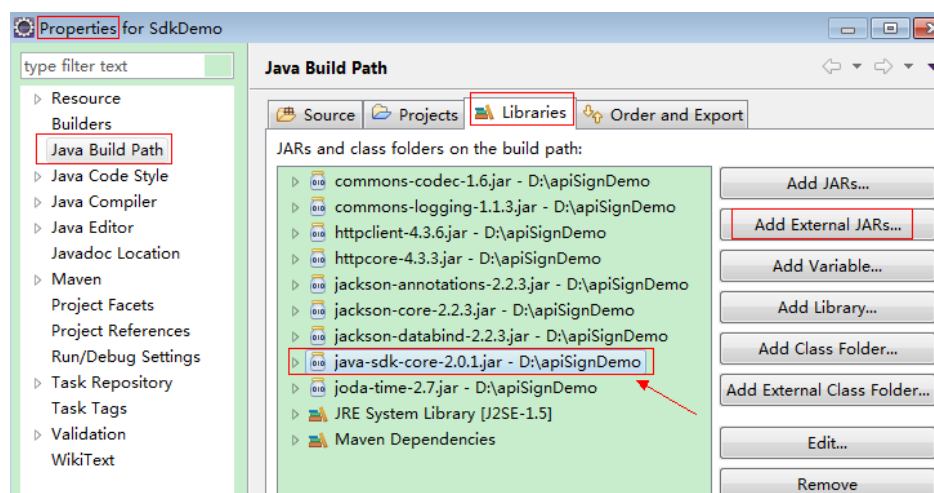 Properties for SdkDemo
type filter text
Resource
Builders
Java Build Path
Java Code Style
Java Compiler
Java Editor
Javadoc Location
Maven
Project Facets
Project References
Run/Debug Settings
Task Repository
Task Tags
Validation
WikiText
Java Build Path
Source Projects Libraries Order and Export
JARs and class folders on the build path:
commons-codec-1.6.jar - D:\apiSignDemo
commons-logging-1.1.3.jar - D:\apiSignDemo
httpclient-4.3.6.jar - D:\apiSignDemo
httpcore-4.3.3.jar - D:\apiSignDemo
jackson-annotations-2.2.3.jar - D:\apiSignDemo
jackson-core-2.2.3.jar - D:\apiSignDemo
jackson-databind-2.2.3.jar - D:\apiSignDemo
java-sdk-core-2.0.1.jar - D:\apiSignDemo
joda-time-2.7.jar - D:\apiSignDemo
JRE System Library [J2SE-1.5]
Maven Dependencies
Add JARs...
Add External JARs...
Add Variable...
Add Library...
Add Class Folder...
Add External Class Folder...
Edit...
Remove